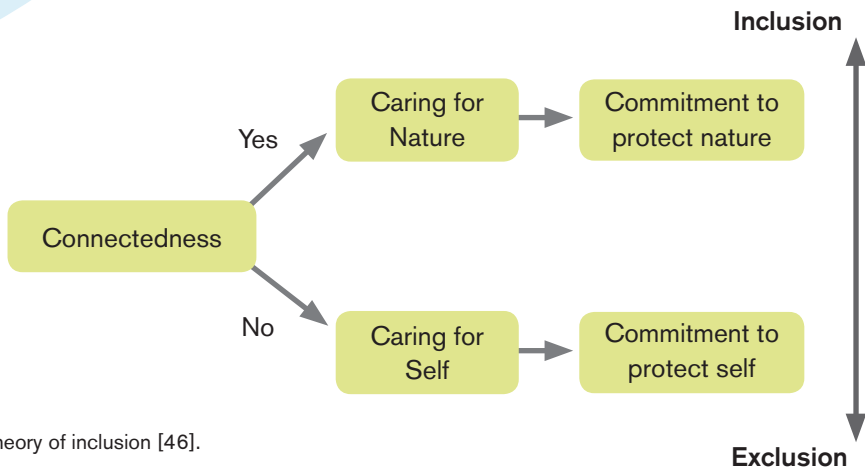 Inclusion
Caring for
Nature
Commitment to
protect nature
Yes
Connectedness
No
Caring for
Self
Commitment to
protect self
heory of inclusion [46].
Exclusion